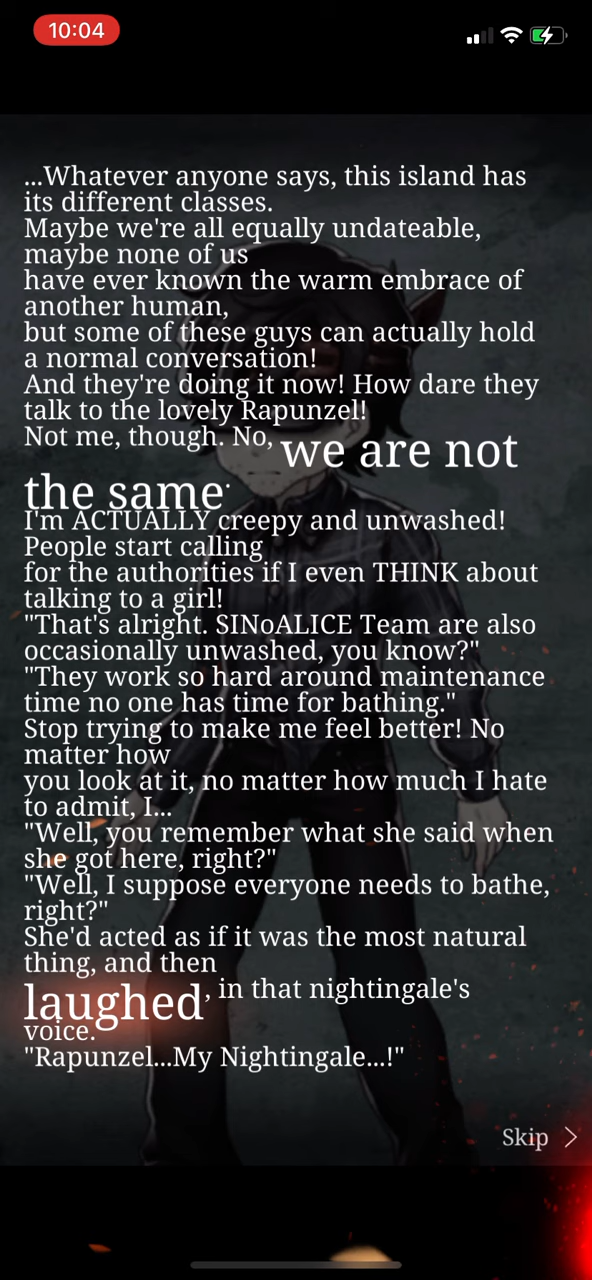 10:04
...Whatever anyone says, this island has
its different classes.
Maybe we're all equally undateable,
maybe none of us
have ever known the warm embrace of
another human,
but some of these guys can actually hold
a normal conversation!
And they're doing it now! How dare they
talk to the lovely Rapunzel!
Not me, though. No, we are not
the same.
I'm ACTUALLY creepy and unwashed!
People start calling
for the authorities if I even THINK about
talking to a girl!
"That's alright. SINoALICE Team are also
occasionally unwashed, you know?"
"They work so hard around maintenance
time no one has time for bathing."
Stop trying to make me feel better! No
matter how
you look at it, no matter how much I hate
to admit, I...
"Well, you remember what she said when
she got here, right?"
"Well, I suppose everyone needs to bathe,
right?"
She'd acted as if it was the most natural
thing, and then
laughed, in that nightingale's
voice.
"Rapunzel...My Nightingale...!"
Skip